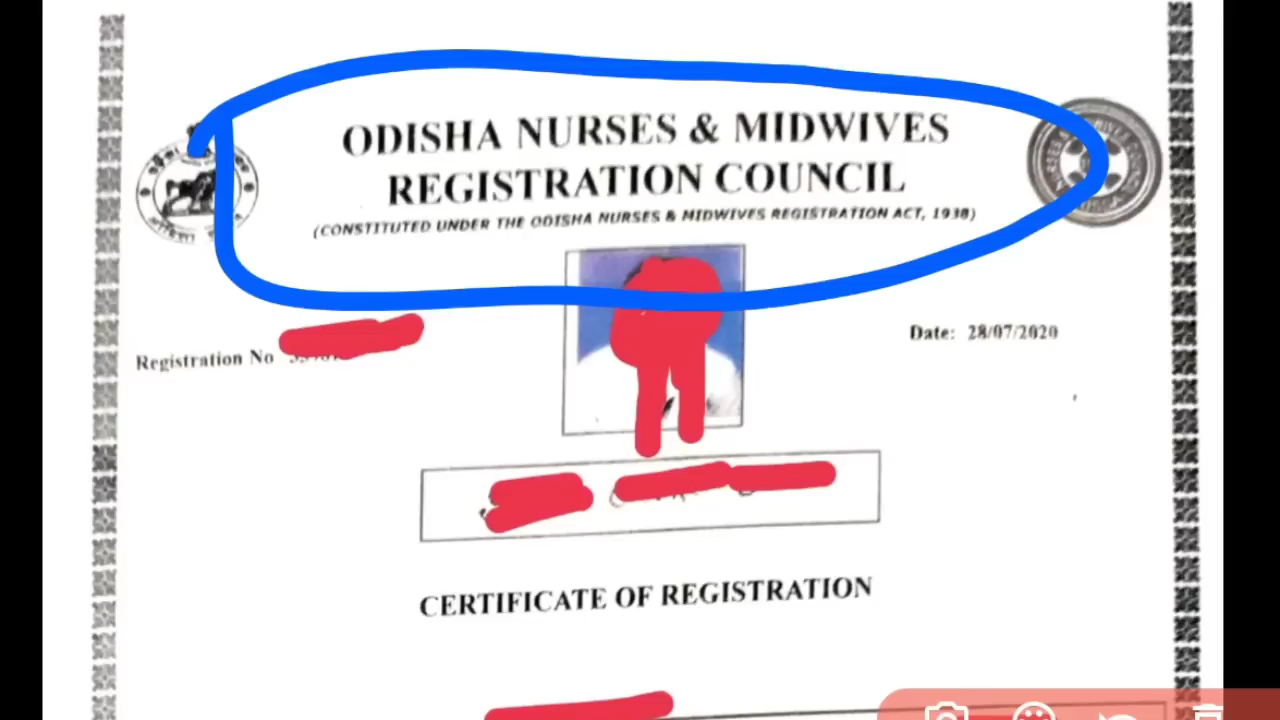 ODISHA NURSES & MIDWIVES
REGISTRATION COUNCIL
(CONSTITUTED UNDER THE ODISHA NURSES & MIDWIVES REGISTRATION ACT, 1938)
Registration No
Date: 28/07/2020
CERTIFICATE OF REGISTRATION